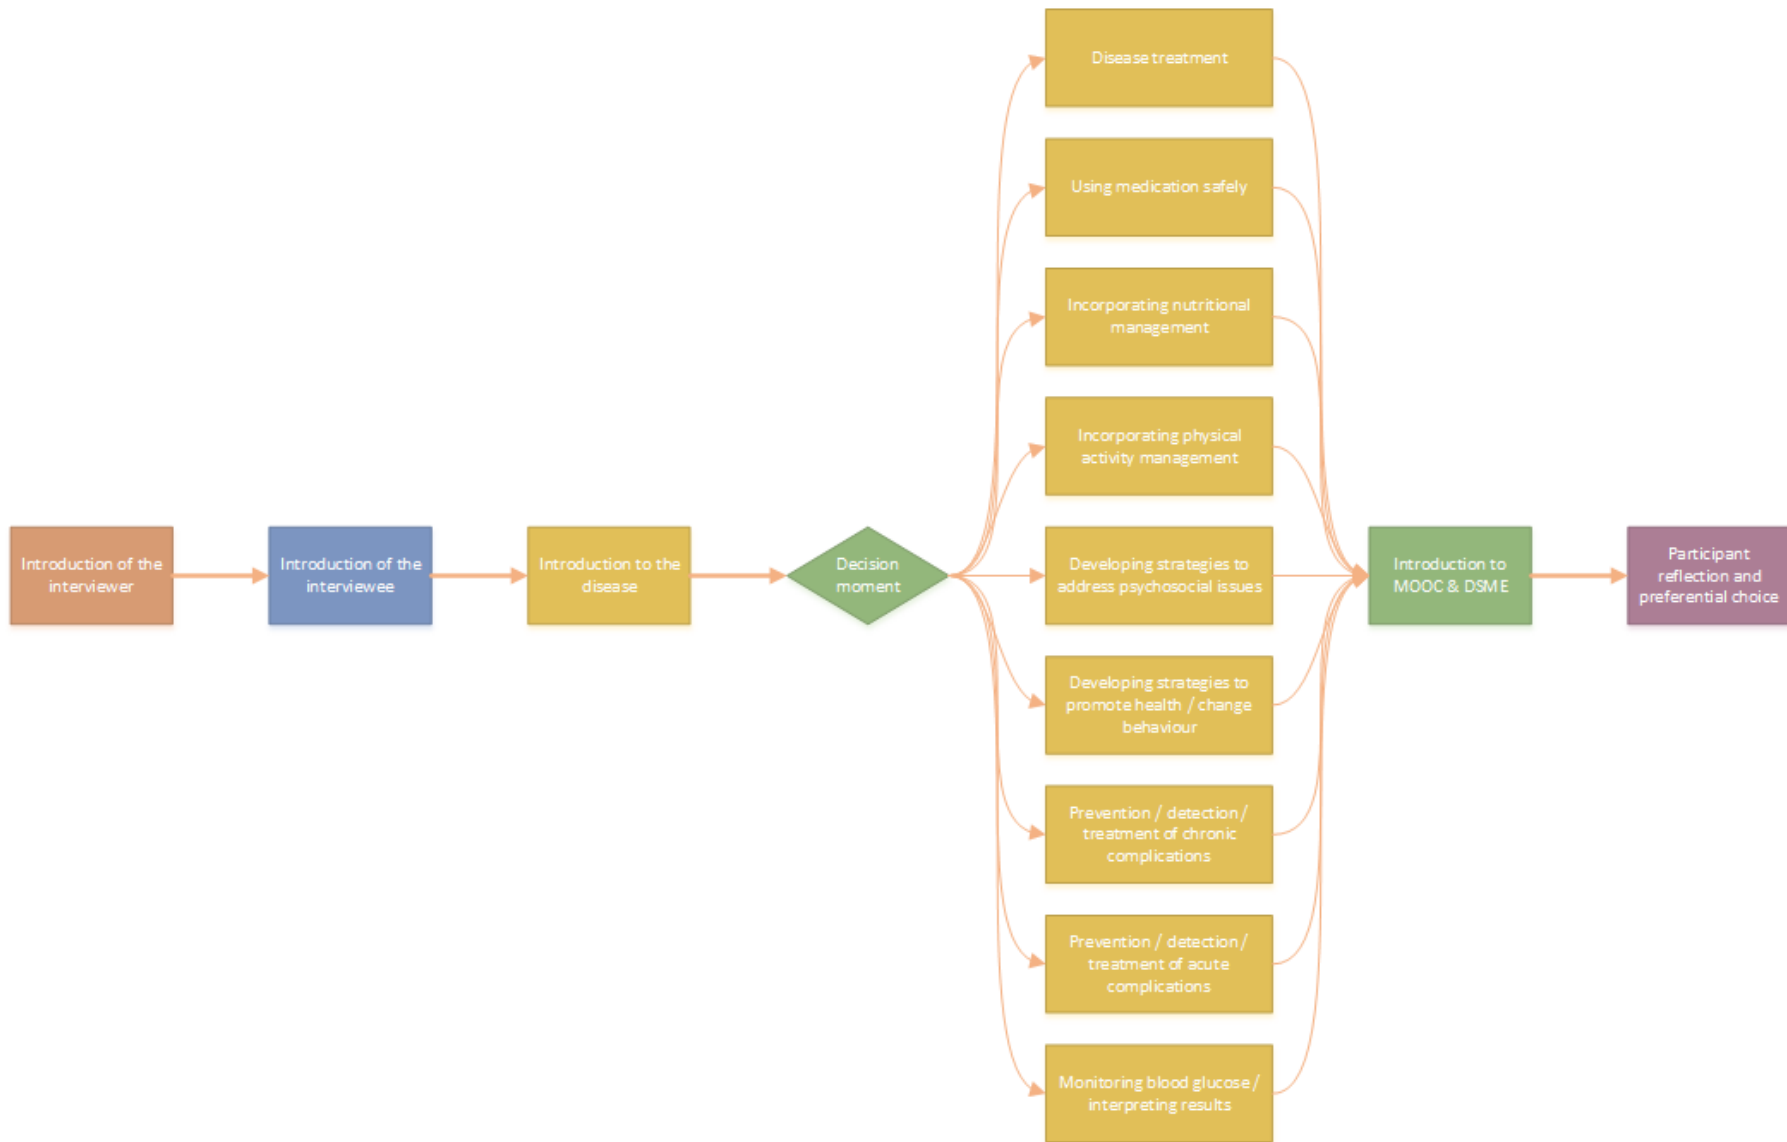 Introduction of the
interviewer
Introduction of the
interviewee
Introduction to the
disease
Decision
moment
Disease treatment
Using medication safely
Incorporating nutritional
management
Incorporating physical
activity management
Developing strategies to
address psychosocial issues
Developing strategies to
promote health / change
behaviour
Prevention / detection /
treatment of chronic
complications
Prevention / detection /
treatment of acute
complications
Monitoring blood glucose /
interpreting results
Introduction to
MOOC & DSME
Participant
reflection and
preferential choice